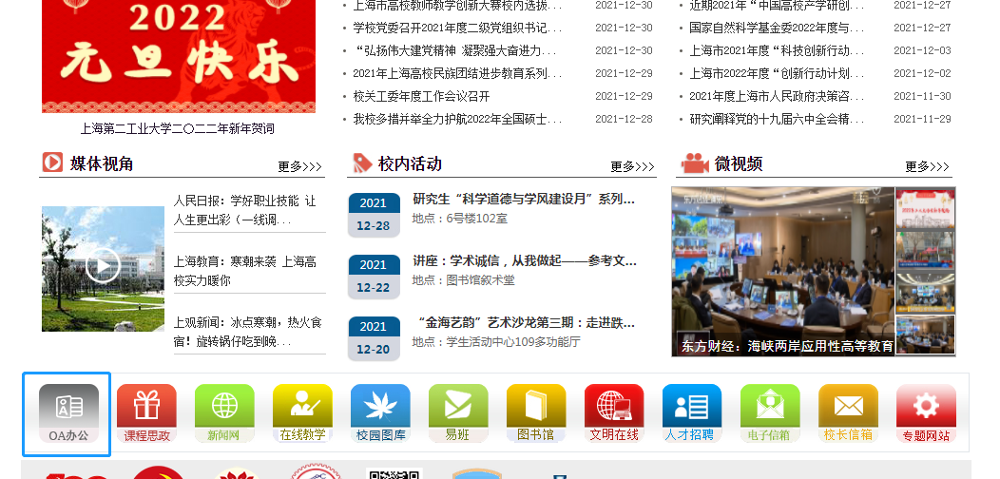 2022
元旦快乐
上海第二工业大学二〇二二年新年贺词
上海市高校教师教学创新大赛校内选拔... 2021-12-30
学校党委召开2021年度二级党组织书记... 2021-12-30
“弘扬伟大建党精神 凝聚强大奋进力... 2021-12-30
2021年上海高校民族团结进步教育系列... 2021-12-29
校关工委年度工作会议召开 2021-12-29
我校多措并举全力护航2022年全国硕士... 2021-12-28
近期2021年“中国高校产学研创... 2021-12-27
国家自然科学基金委2022年度与... 2021-12-27
上海市2021年度“科技创新行动... 2021-12-03
上海市2022年度“创新行动计划... 2021-12-02
2021年度上海市人民政府决策咨... 2021-11-30
研究阐释党的十九届六中全会精... 2021-11-29
媒体视角 更多>>>
人民日报：学好职业技能 让
人生更出彩（一线调...
上海教育：寒潮来袭 上海高
校实力暖你
上观新闻：冰点寒潮，热火食
宿！旋转锅仔吃到晚...
校内活动 更多>>>
2021
12-28
研究生“科学道德与学风建设月”系列...
地点：6号楼102室
2021
12-22
讲座：学术诚信，从我做起——参考文...
地点：图书馆叙术堂
2021
12-20
“金海艺韵”艺术沙龙第三期：走进跌...
地点：学生活动中心109多功能厅
微视频 更多>>>
东方财经：海峡两岸应用性高等教育
OA办公
课程思政
新闻网
在线教学
校园图库
易班
图书馆
文明在线
人才招聘
电子信箱
校长信箱
专题网站